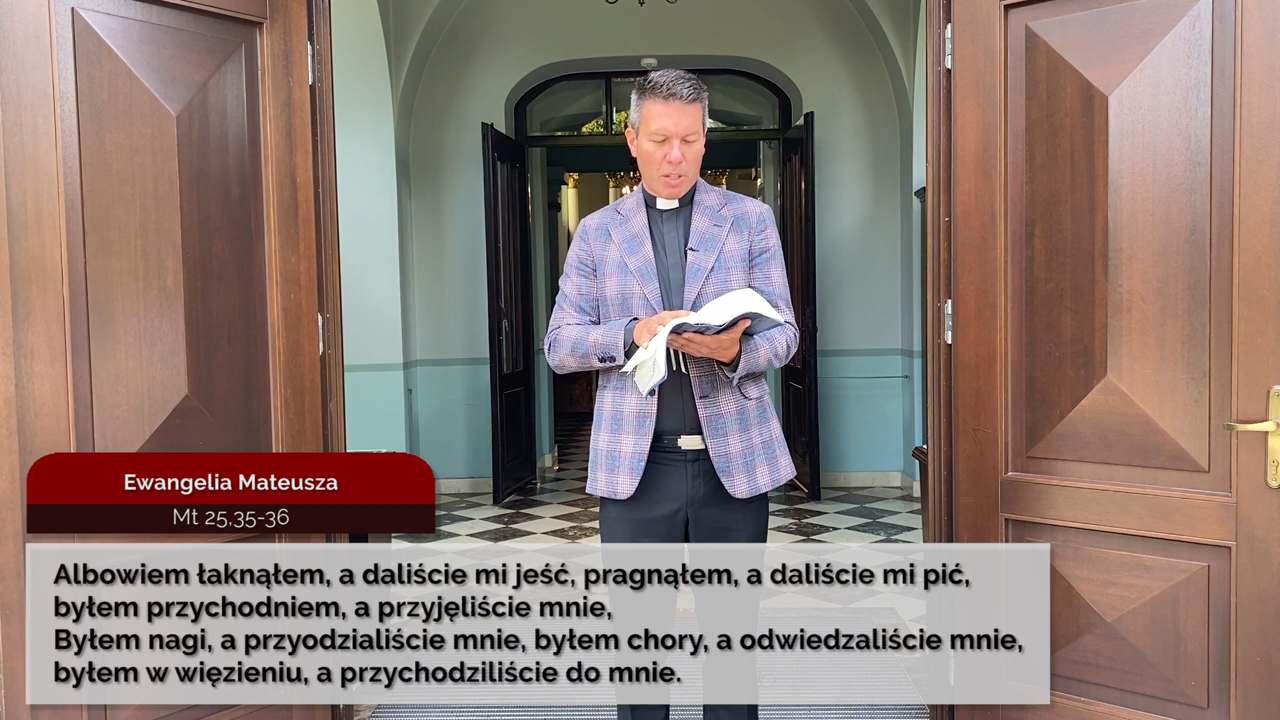 Ewangelia Mateusza
Mt 25,35-36
Albowiem łaknąłem, a daliście mi jeść, pragnąłem, a daliście mi pić,
byłem przychodniem, a przyjęliście mnie,
Byłem nagi, a przyodzialiście mnie, byłem chory, a odwiedzaliście mnie,
byłem w więzieniu, a przychodziliście do mnie.